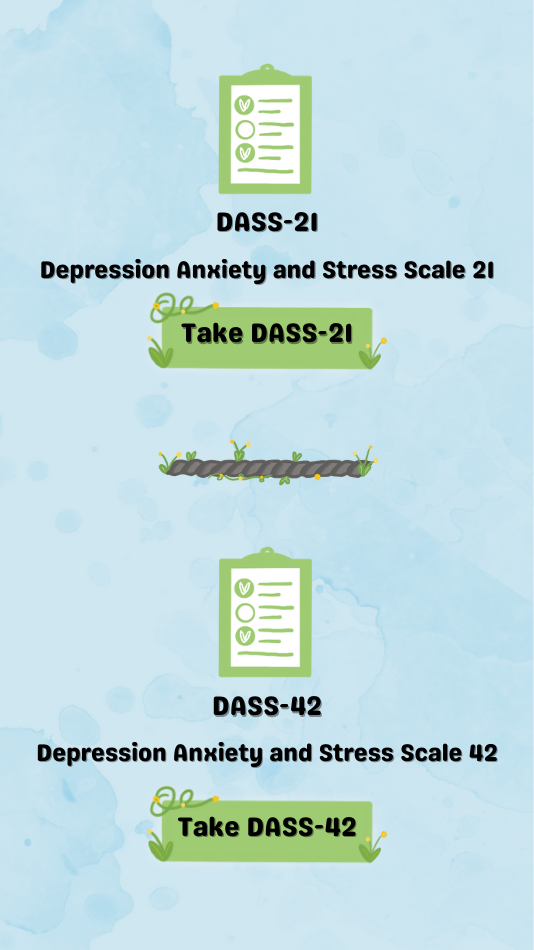 DASS-21
Depression Anxiety and Stress Scale 21
Take DASS-21
DASS-42
Depression Anxiety and Stress Scale 42
Take DASS-42